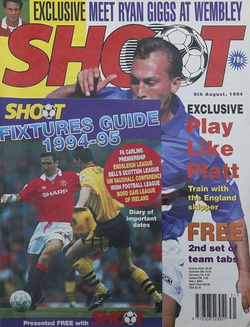 EXCLUSIVE MEET RYAN GIGGS AT WEMBLEY
SHOOT
6th August, 1994
SHOOT
FIXTURES GUIDE
1994-95
FA CARLING
PREMIERSHIP
ENDSLEIGH LEAGUE
BELL'S SCOTTISH LEAGUE
GM VAUXHALL CONFERENCE
IRISH FOOTBALL LEAGUE
BORD GAIS LEAGUE
OF IRELAND
Diary of
important
dates
Presented FREE with SHOOT
EXCLUSIVE
Play
Like
Platt
Train with
the England
skipper
FREE
2nd set of
team tabs